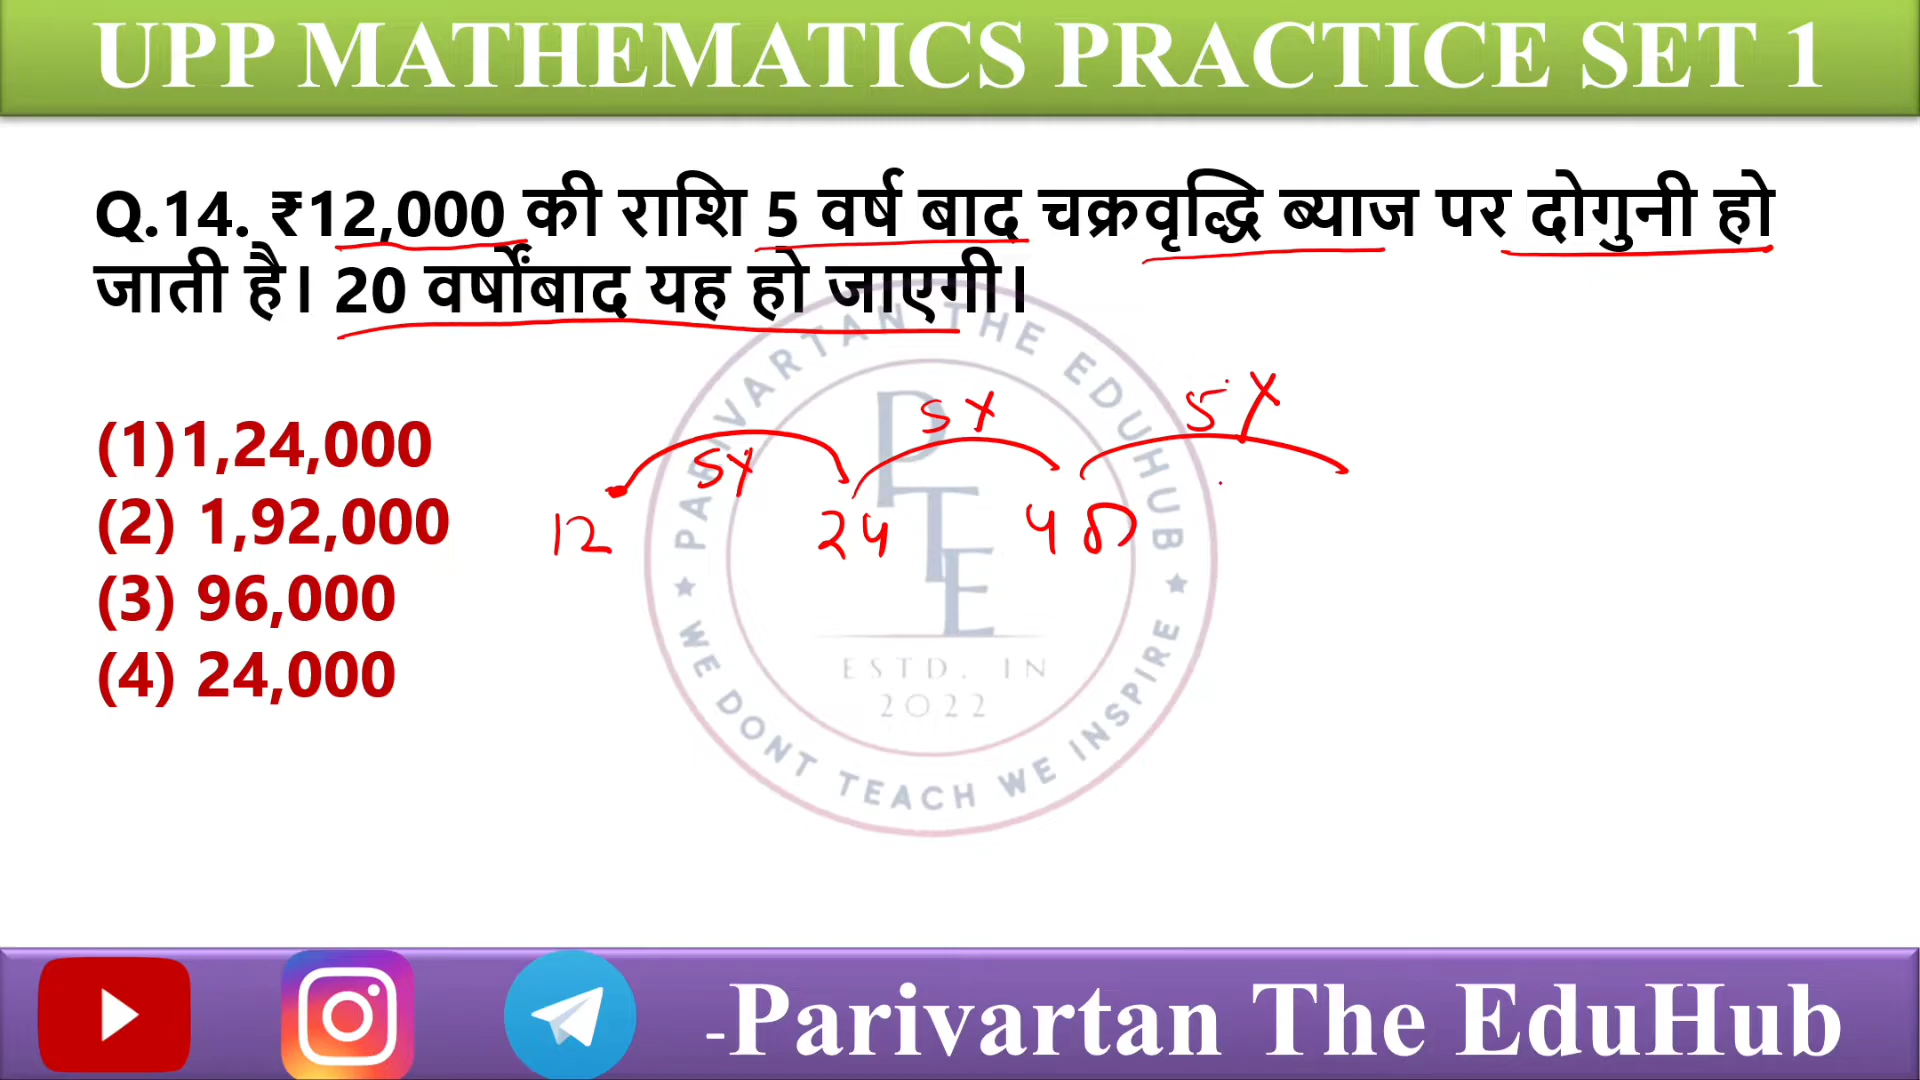 UPP MATHEMATICS PRACTICE SET 1
Q.14. ₹12,000 की राशि 5 वर्ष बाद चक्रवृद्धि ब्याज पर दोगुनी हो
जाती है। 20 वर्षोंबाद यह हो जाएगी।
(1)1,24,000
(2) 1,92,000
(3) 96,000
(4) 24,000
5Y 5Y 5Y
12 24 48
PARIVARTAN THE EDUHUB
PTE
ESTD. IN
2022
WE DONT TEACH WE INSPIRE
-Parivartan The EduHub